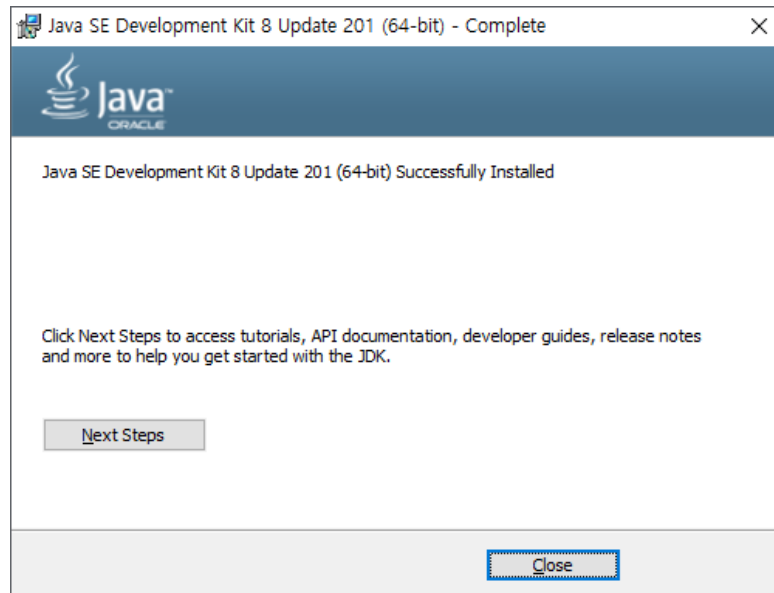 Java SE Development Kit 8 Update 201 (64-bit) - Complete
Java™
ORACLE
Java SE Development Kit 8 Update 201 (64-bit) Successfully Installed
Click Next Steps to access tutorials, API documentation, developer guides, release notes
and more to help you get started with the JDK.
Next Steps
Close